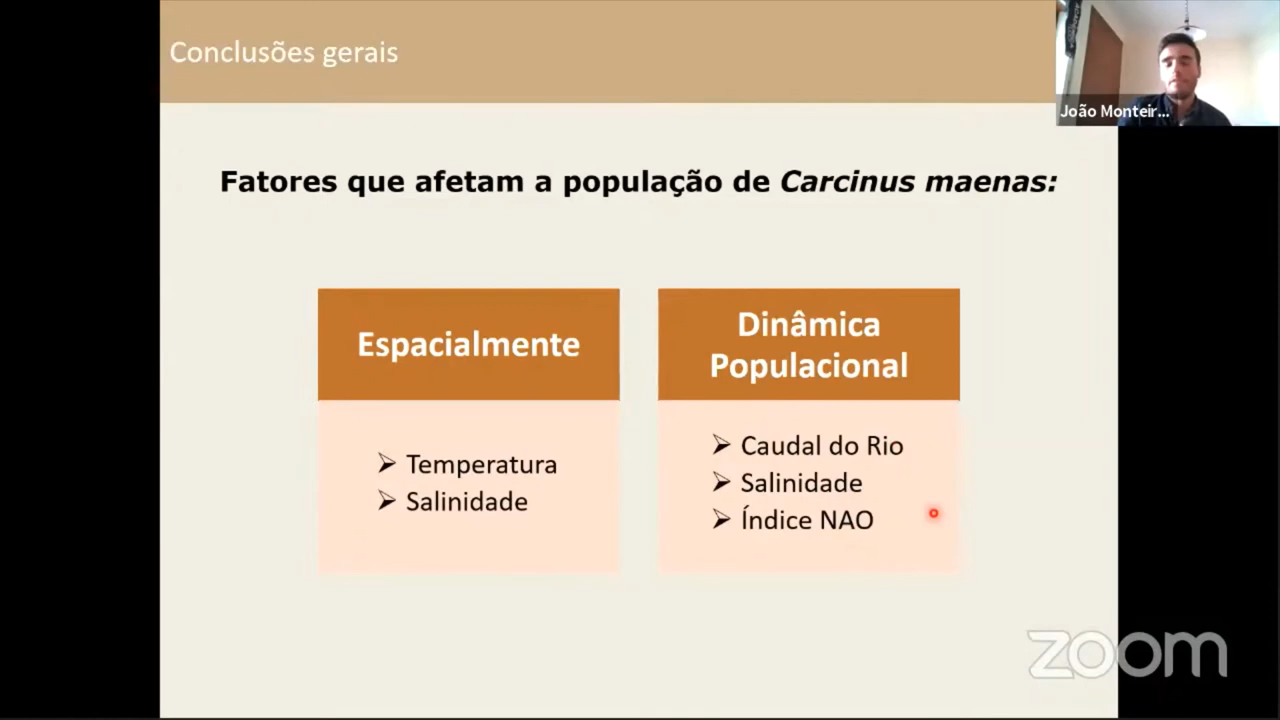 Conclusões gerais
João Monteir...
Fatores que afetam a população de Carcinus maenas:
Espacialmente
Temperatura
Salinidade
Dinâmica
Populacional
Caudal do Rio
Salinidade
Índice NAO
zoom